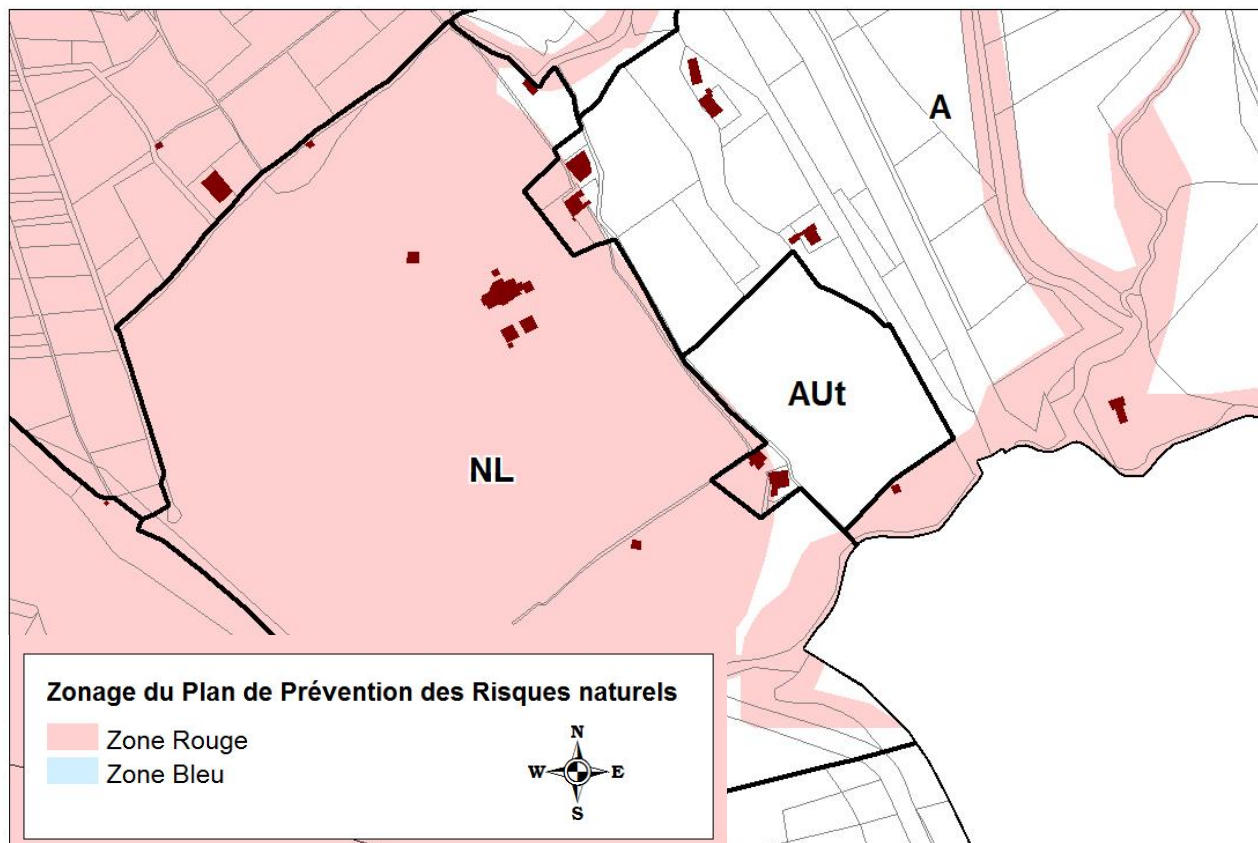 A
AUt
NL
Zonage du Plan de Prévention des Risques naturels
Zone Rouge
Zone Bleu
N
W E
S